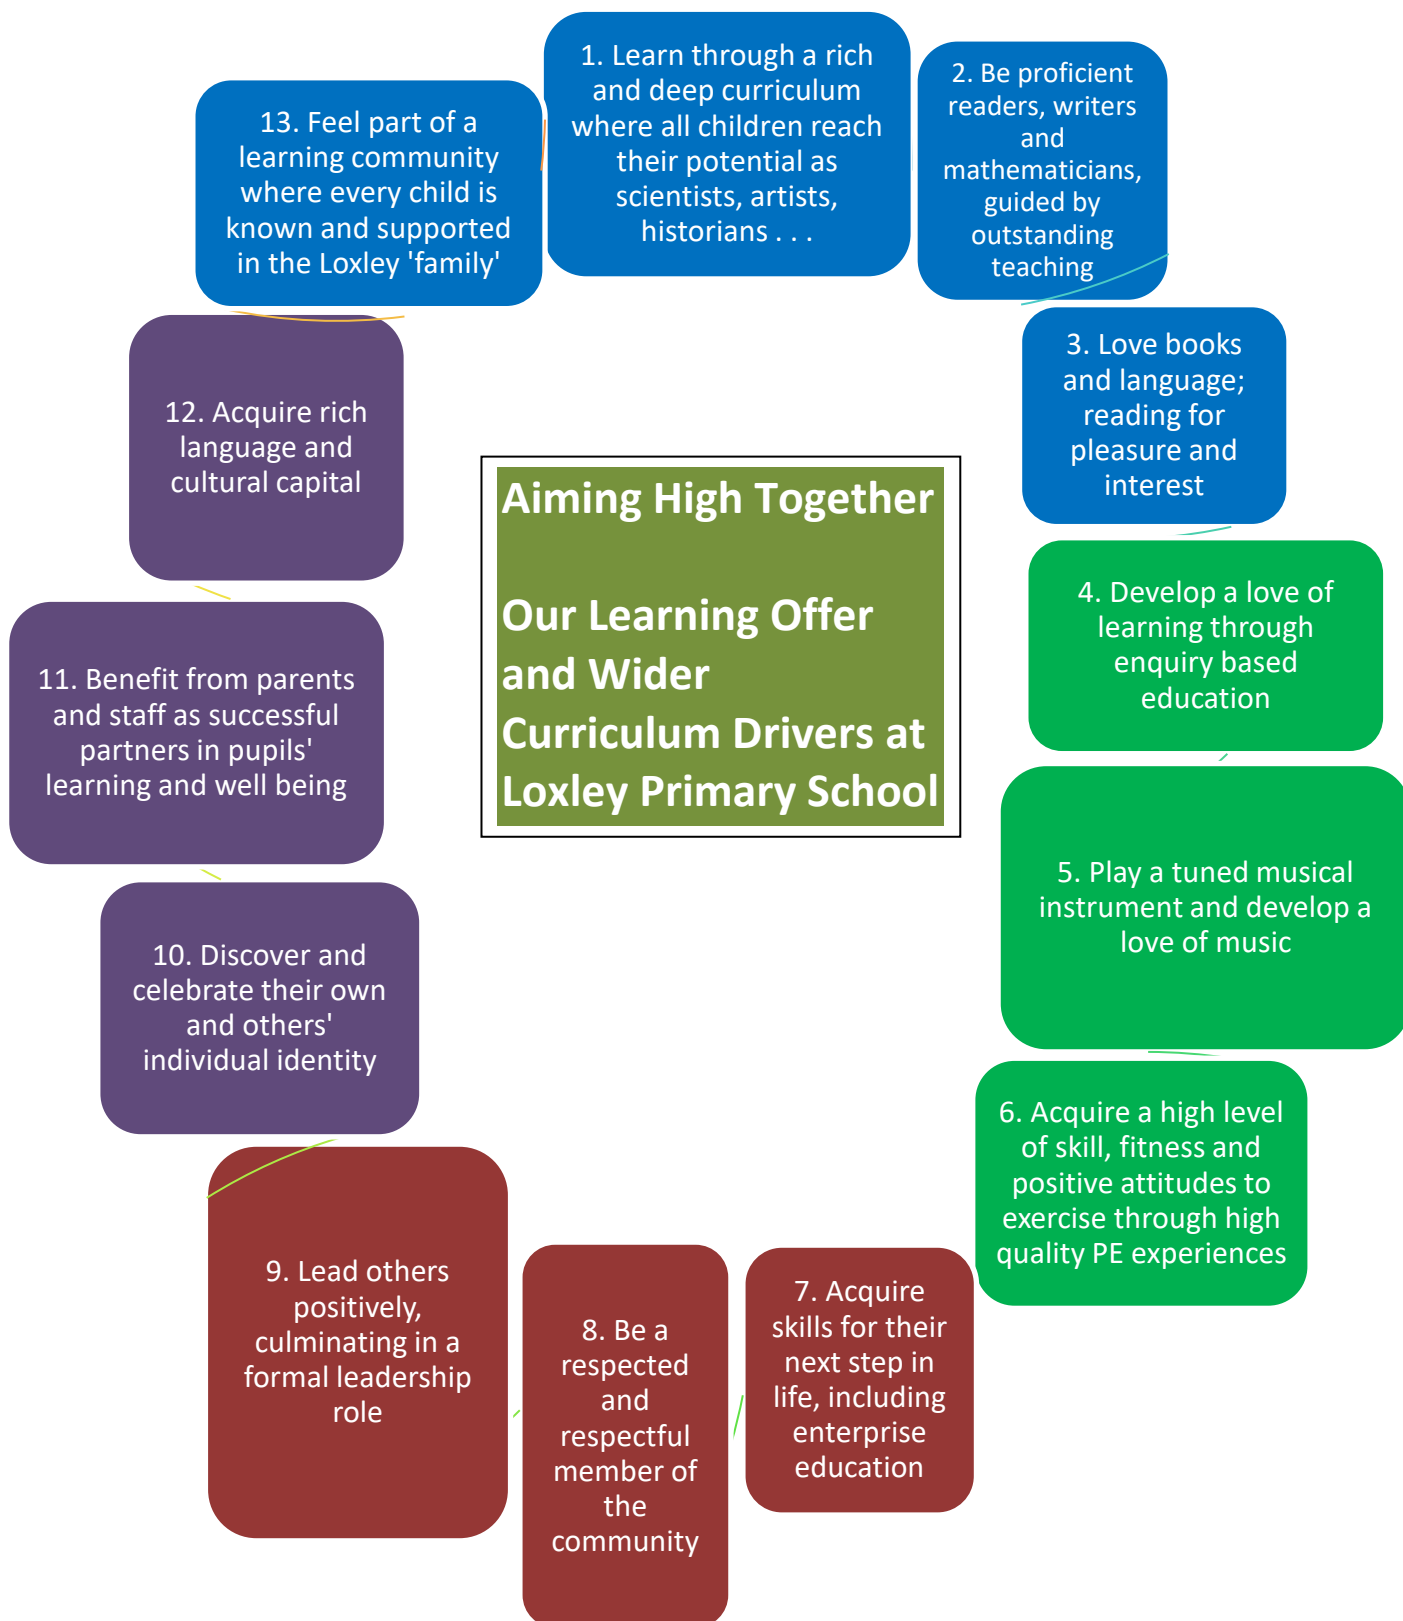 1. Learn through a rich
and deep curriculum
where all children reach
their potential as
scientists, artists,
historians . . .
2. Be proficient
readers, writers
and
mathematicians,
guided by
outstanding
teaching
3. Love books
and language;
reading for
pleasure and
interest
4. Develop a love of
learning through
enquiry based
education
5. Play a tuned musical
instrument and develop a
love of music
6. Acquire a high level
of skill, fitness and
positive attitudes to
exercise through high
quality PE experiences
7. Acquire
skills for their
next step in
life, including
enterprise
education
8. Be a
respected
and
respectful
member of
the
community
9. Lead others
positively,
culminating in a
formal leadership
role
10. Discover and
celebrate their own
and others'
individual identity
11. Benefit from parents
and staff as successful
partners in pupils'
learning and well being
12. Acquire rich
language and
cultural capital
13. Feel part of a
learning community
where every child is
known and supported
in the Loxley 'family'
Aiming High Together
Our Learning Offer
and Wider
Curriculum Drivers at
Loxley Primary School